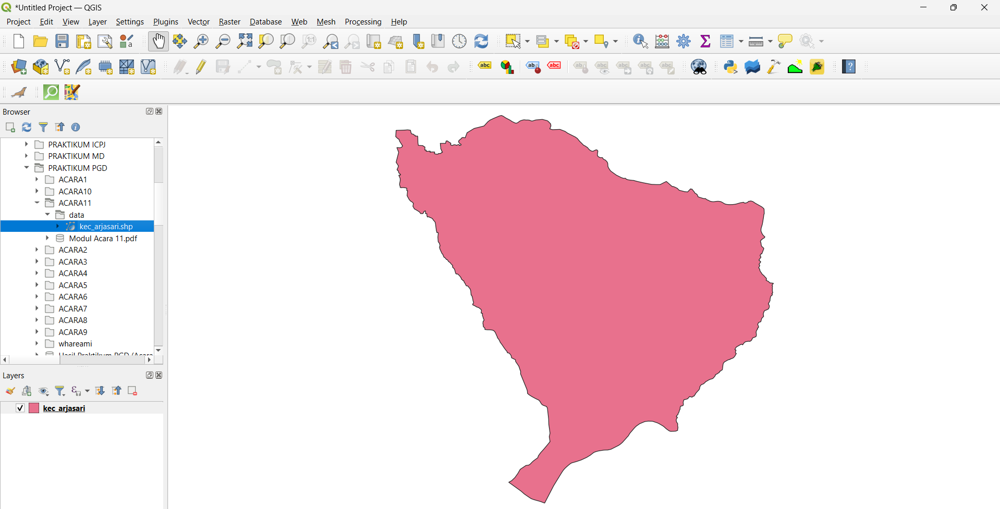 *Untitled Project — QGIS
Project Edit View Layer Settings Plugins Vector Raster Database Web Mesh Processing Help
Browser
PRAKTIKUM ICPJ
PRAKTIKUM MD
PRAKTIKUM PGD
ACARA1
ACARA10
ACARA11
data
kec_arjasari.shp
Modul Acara 11.pdf
ACARA2
ACARA3
ACARA4
ACARA5
ACARA6
ACARA7
ACARA8
ACARA9
whareami
Hasil Praktikum PGD (Acara
Layers
kec_arjasari